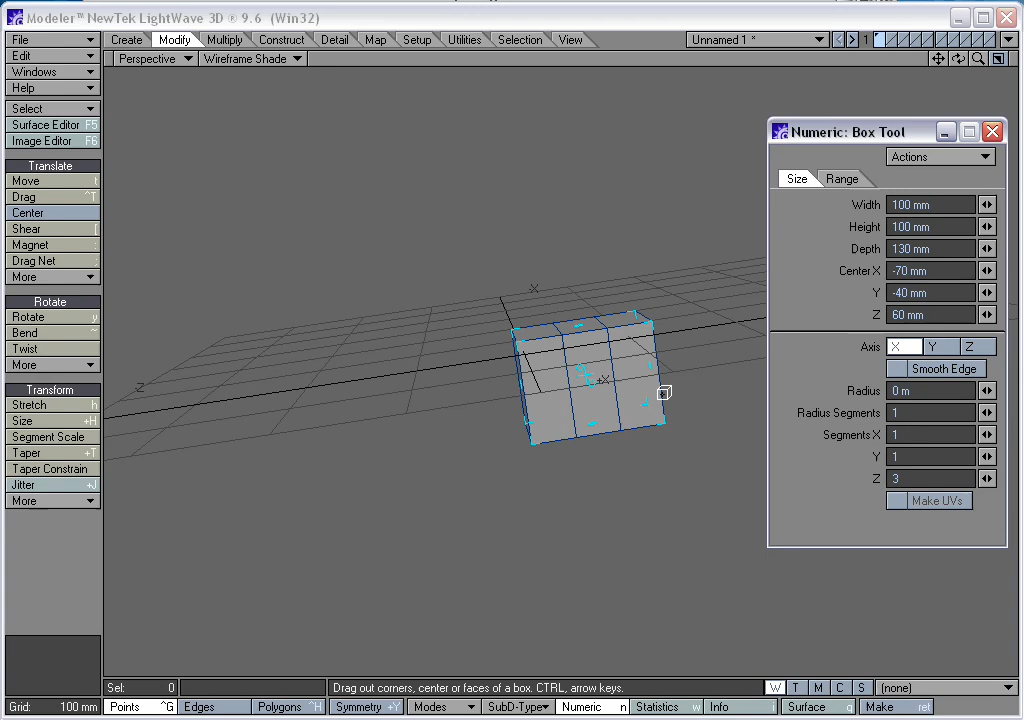 Modeler™ NewTek LightWave 3D ® 9.6 (Win32)
File Create Modify Multiply Construct Detail Map Setup Utilities Selection View Unnamed 1 * 1
Edit Perspective Wireframe Shade
Windows
Help
Select
Surface Editor F5
Image Editor F6
Translate
Move t
Drag ^T
Center
Shear [
Magnet :
Drag Net ;
More
Rotate
Rotate y
Bend ~
Twist
More
Transform
Stretch h
Size +H
Segment Scale
Taper +T
Taper Constrain
Jitter +J
More
X
Z
+X
Numeric: Box Tool
Actions
Size Range
Width 100 mm
Height 100 mm
Depth 130 mm
Center X -70 mm
Y -40 mm
Z 60 mm
Axis X Y Z
Smooth Edge
Radius 0 m
Radius Segments 1
Segments X 1
Y 1
Z 3
Make UVs
Sel: 0 Drag out corners, center or faces of a box. CTRL, arrow keys. W T M C S (none)
Grid: 100 mm Points ^G Edges Polygons ^H Symmetry +Y Modes SubD-Type Numeric n Statistics w Info i Surface q Make ret